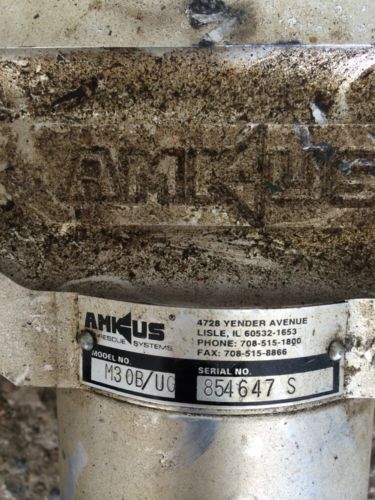 AMKUS
AMKUS®
RESCUE SYSTEMS
4728 YENDER AVENUE
LISLE, IL 60532-1653
PHONE: 708-515-1800
FAX: 708-515-8866
MODEL NO.
M30B/UG
SERIAL NO.
854647 S